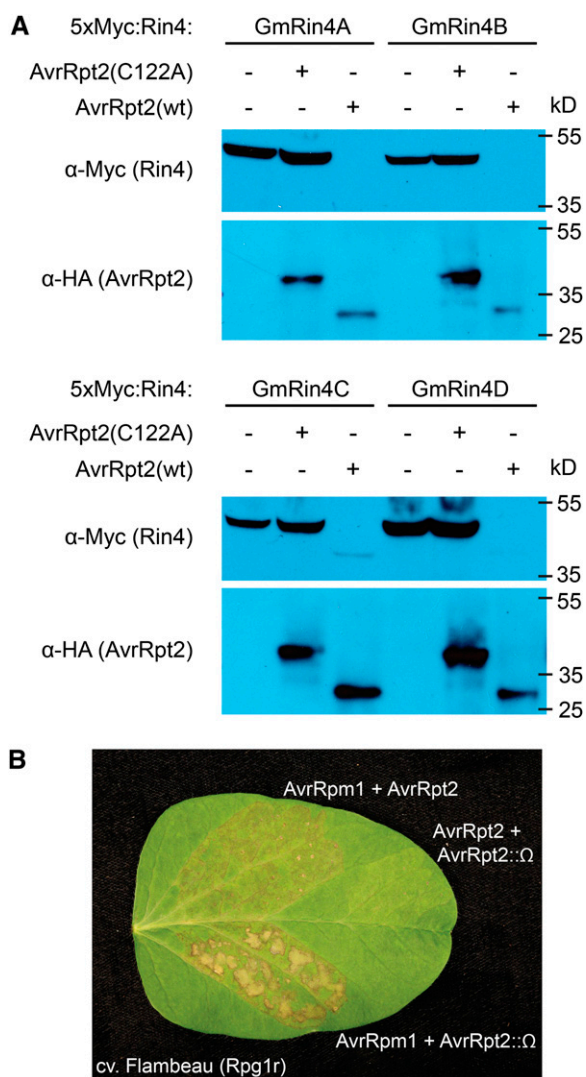 A
5xMyc:Rin4: GmRin4A GmRin4B
AvrRpt2(C122A) - + - - + -
AvrRpt2(wt) - - + - - + kD
α-Myc (Rin4) 55
35
α-HA (AvrRpt2) 55
35
25
5xMyc:Rin4: GmRin4C GmRin4D
AvrRpt2(C122A) - + - - + -
AvrRpt2(wt) - - + - - + kD
α-Myc (Rin4) 55
35
α-HA (AvrRpt2) 55
35
25
B
AvrRpm1 + AvrRpt2
AvrRpt2 +
AvrRpt2::Ω
AvrRpm1 + AvrRpt2::Ω
cv. Flambeau (Rpg1r)